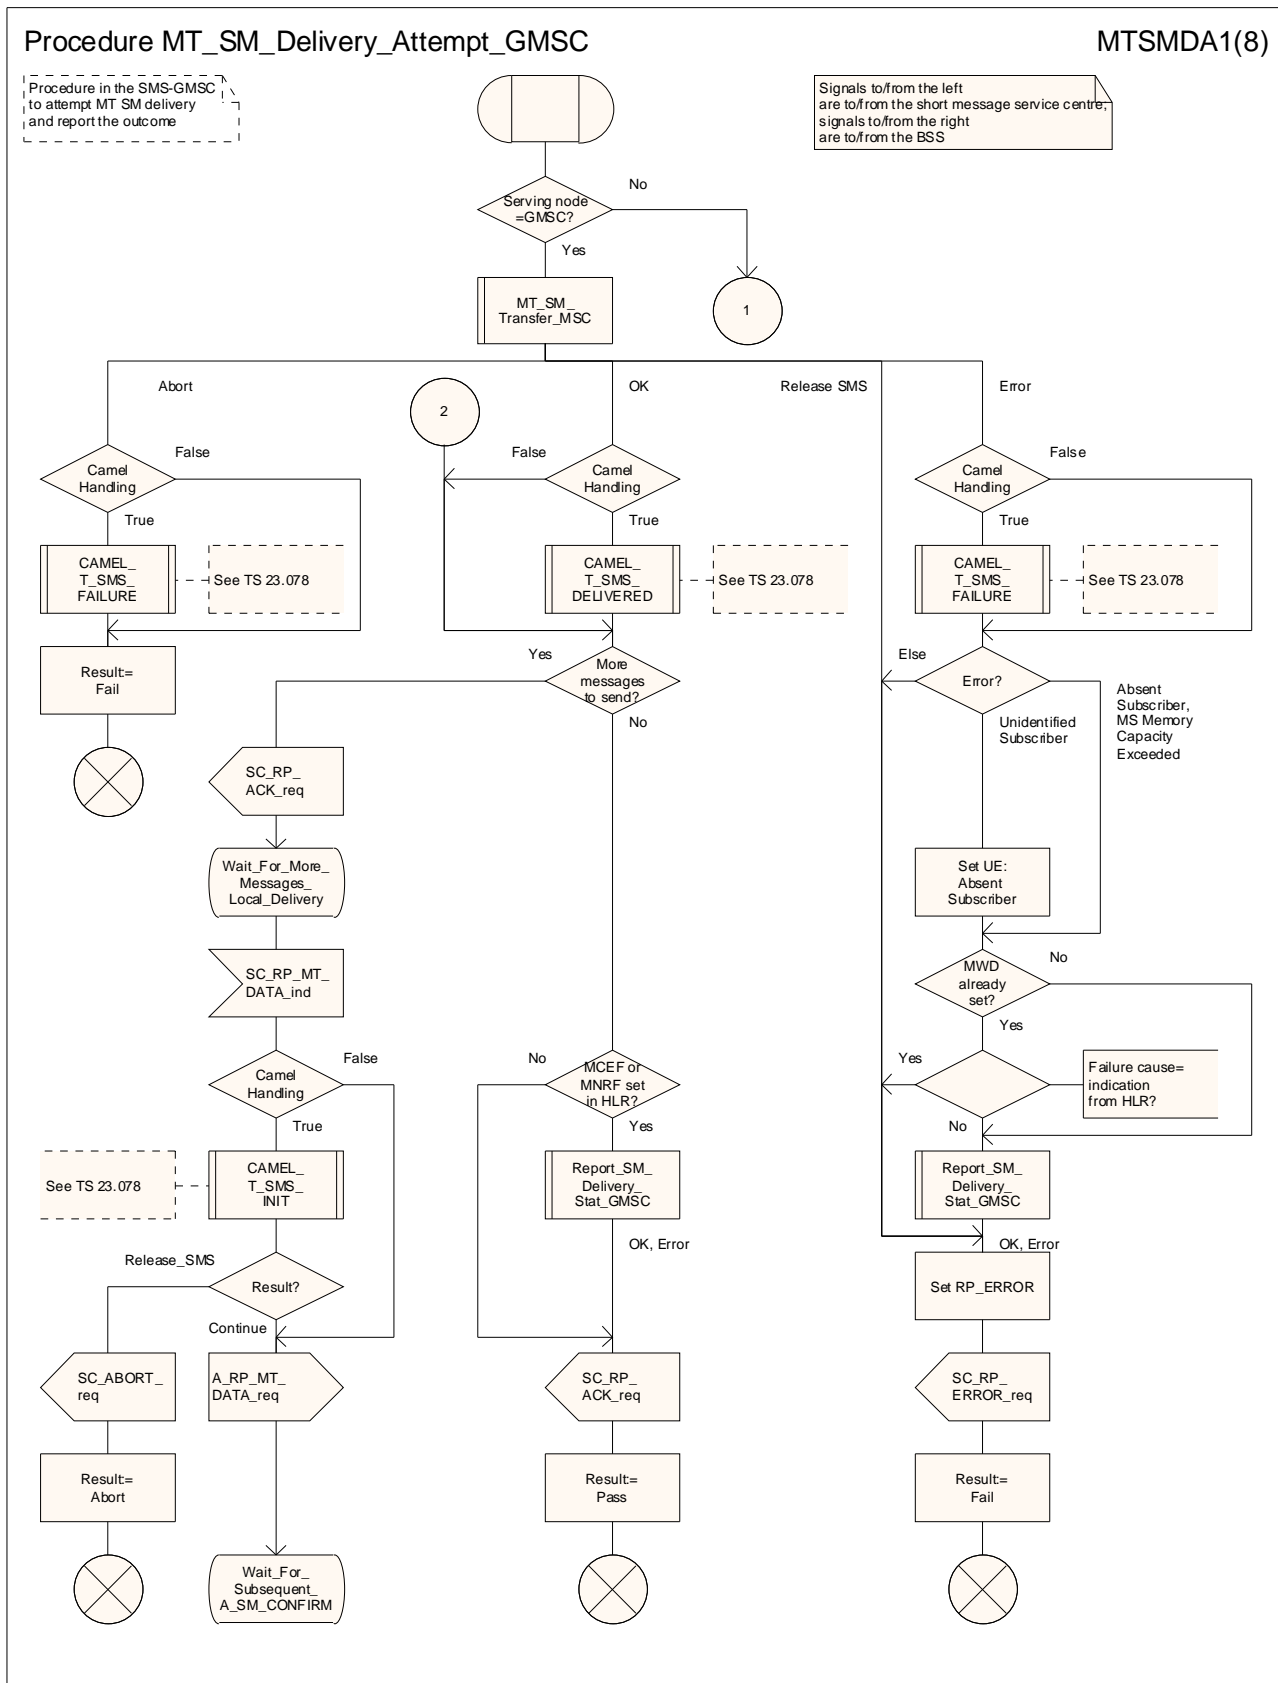 Procedure MT_SM_Delivery_Attempt_GMSC
MTSMDA1(8)
Procedure in the SMS-GMSC
to attempt MT SM delivery
and report the outcome
Signals to/from the left
are to/from the short message service centre;
signals to/from the right
are to/from the BSS
Serving node
=GMSC?
No
Yes
MT_SM_
Transfer_MSC
1
Abort
OK
Release SMS
Error
2
Camel
Handling
False
True
Camel
Handling
False
True
Camel
Handling
False
True
CAMEL_
T_SMS_
FAILURE
See TS 23.078
CAMEL_
T_SMS_
DELIVERED
See TS 23.078
CAMEL_
T_SMS_
FAILURE
See TS 23.078
Result:=
Fail
Yes
More
messages
to send?
No
Else
Error?
Unidentified
Subscriber
Absent
Subscriber,
MS Memory
Capacity
Exceeded
SC_RP_
ACK_req
Wait_For_More_
Messages_
Local_Delivery
Set UE:
Absent
Subscriber
SC_RP_MT_
DATA_ind
MWD
already
set?
No
Yes
Camel
Handling
False
True
No
MCEF or
MNRF set
in HLR?
Yes
Yes
No
Failure cause=
indication
from HLR?
See TS 23.078
CAMEL_
T_SMS_
INIT
Report_SM_
Delivery_
Stat_GMSC
OK, Error
Report_SM_
Delivery_
Stat_GMSC
OK, Error
Release_SMS
Result?
Continue
Set RP_ERROR
SC_ABORT_
req
A_RP_MT_
DATA_req
SC_RP_
ACK_req
SC_RP_
ERROR_req
Result:=
Abort
Result:=
Pass
Result:=
Fail
Wait_For_
Subsequent_
A_SM_CONFIRM